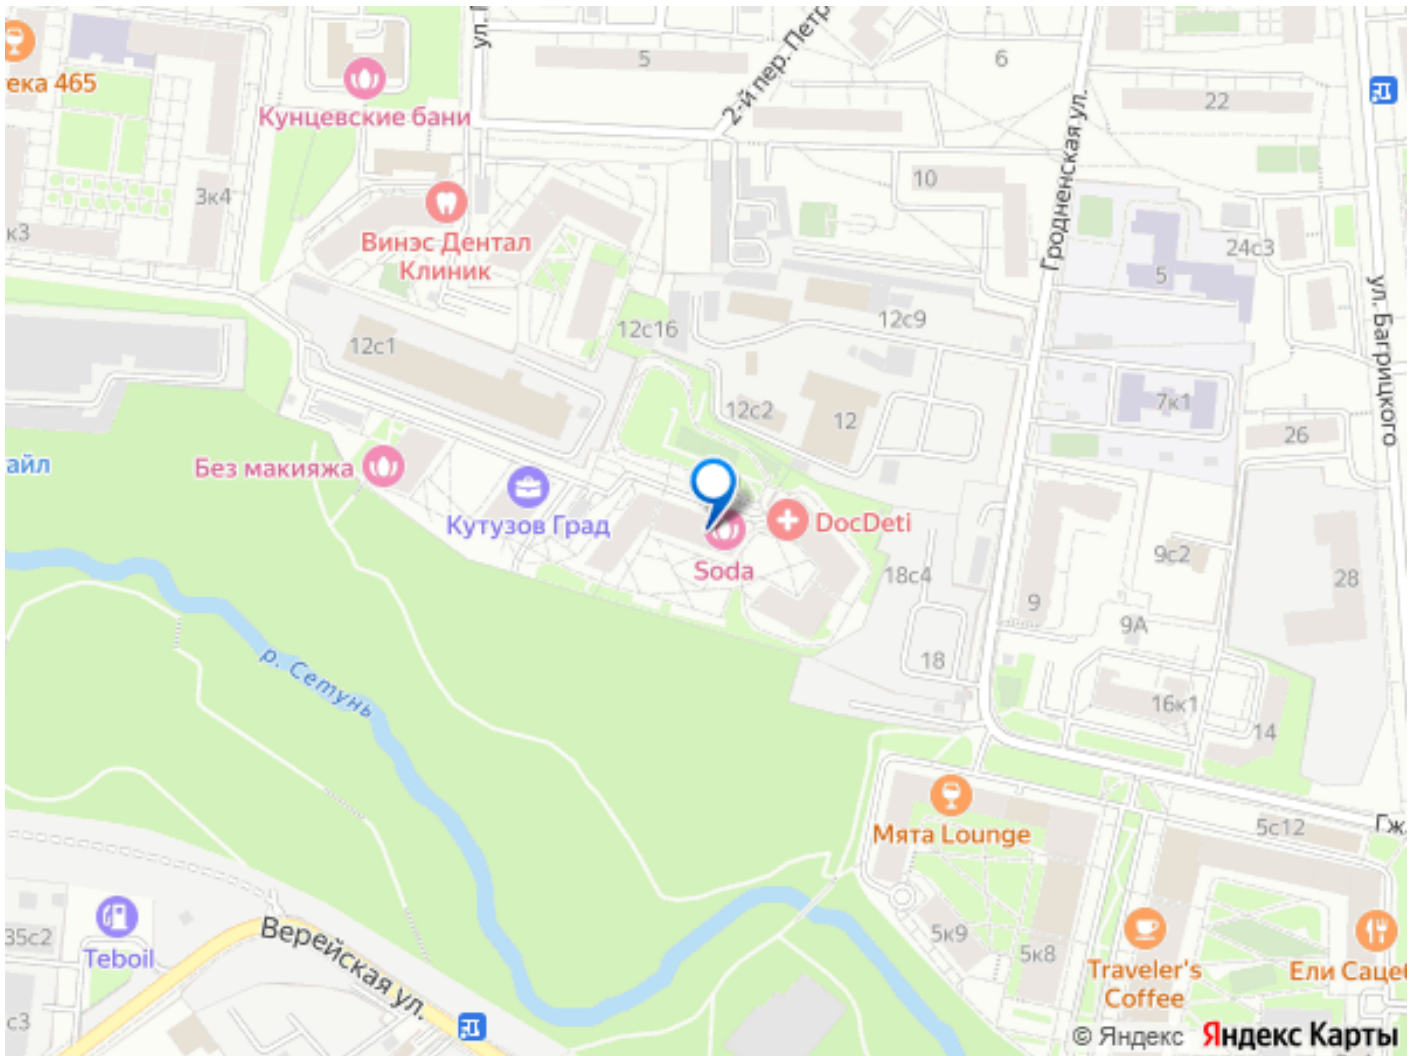 ека 465
Кунцевские бани
ул. П
5
2-й пер. Петр
6
22
3к4
к3
Винэс Дентал
Клиник
10
Гродненская ул.
24с3
5
ул. Багрицкого
12с1
12с16
12с9
12с2
12
7к1
26
айл
Без макияжа
Кутузов Град
DocDeti
Soda
18с4
9с2
28
9
9А
18
16к1
14
р. Сетунь
Мята Lounge
5с12
Гж
35с2
Teboil
Верейская ул.
5к9
5к8
Traveler's
Coffee
Ели Сацеб
с3
© Яндекс Яндекс Карты